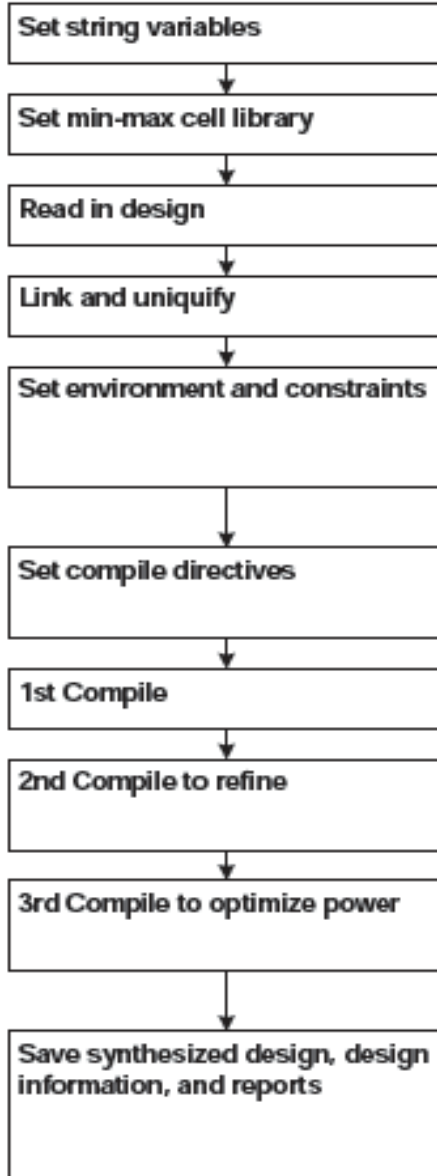 Set string variables
Set min-max cell library
Read in design
Link and uniquify
Set environment and constraints
Set compile directives
1st Compile
2nd Compile to refine
3rd Compile to optimize power
Save synthesized design, design
information, and reports